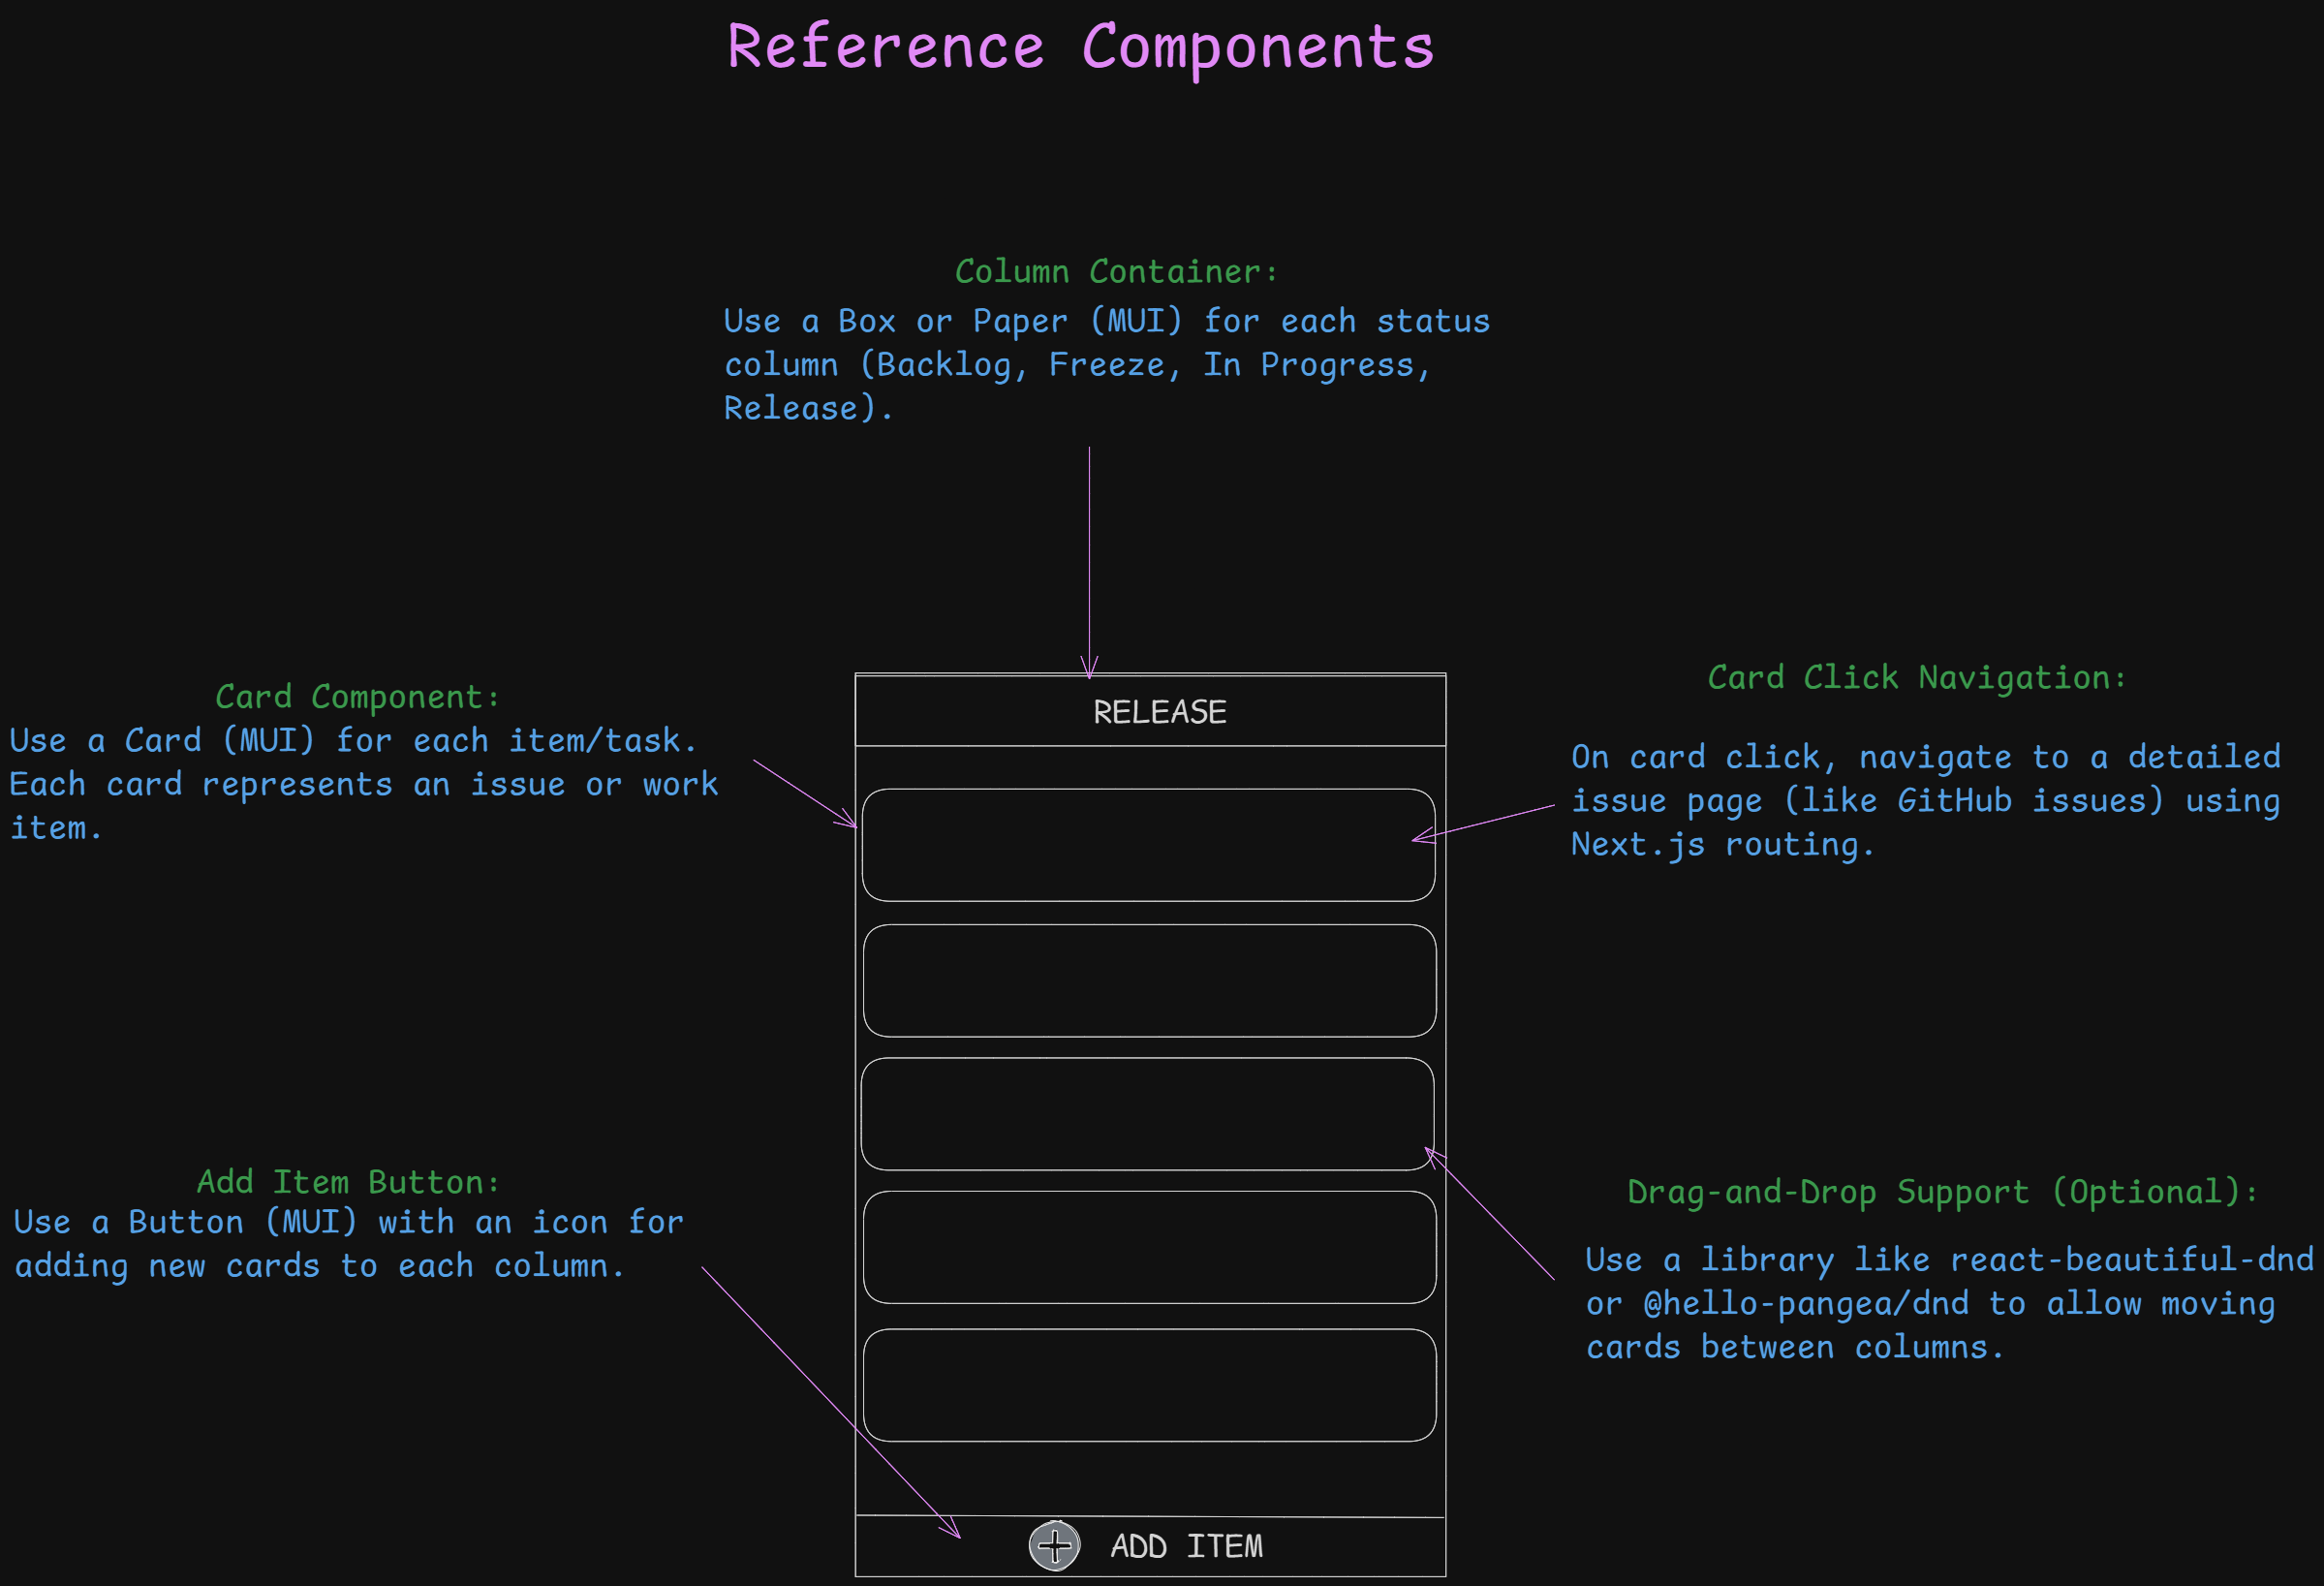 Reference Components
Column Container:
Use a Box or Paper (MUI) for each status
column (Backlog, Freeze, In Progress,
Release).
Card Component:
Use a Card (MUI) for each item/task.
Each card represents an issue or work
item.
RELEASE
Card Click Navigation:
On card click, navigate to a detailed
issue page (like GitHub issues) using
Next.js routing.
Add Item Button:
Use a Button (MUI) with an icon for
adding new cards to each column.
Drag-and-Drop Support (Optional):
Use a library like react-beautiful-dnd
or @hello-pangea/dnd to allow moving
cards between columns.
ADD ITEM